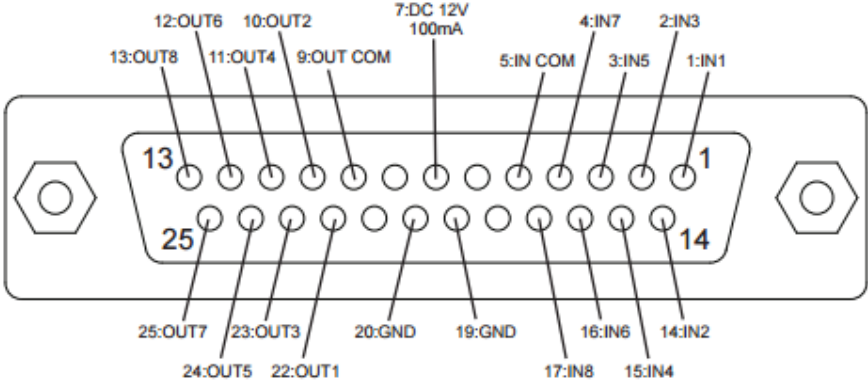 7:DC 12V
100mA
12:OUT6
10:OUT2
4:IN7
2:IN3
13:OUT8
11:OUT4
9:OUT COM
5:IN COM
3:IN5
1:IN1
13
1
25
14
25:OUT7
23:OUT3
20:GND
19:GND
16:IN6
14:IN2
24:OUT5
22:OUT1
17:IN8
15:IN4